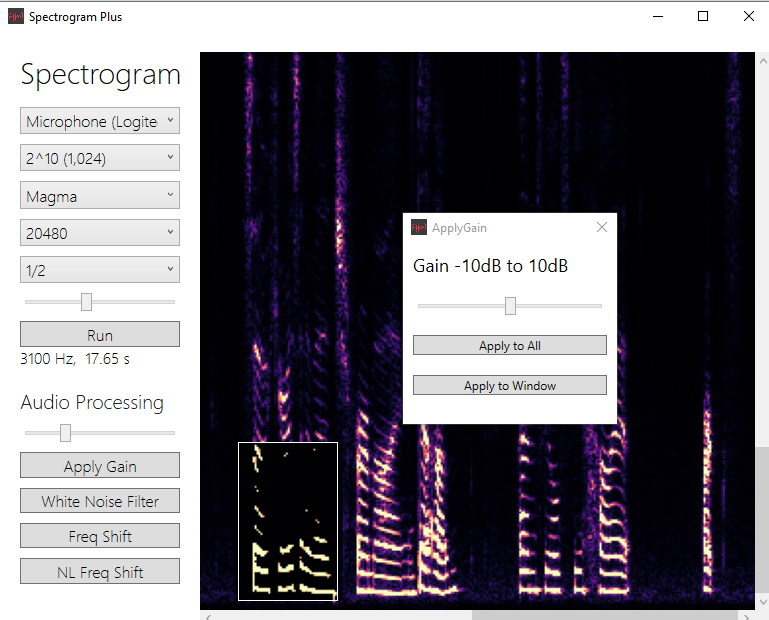 Spectrogram Plus
Spectrogram
Microphone (Logite
2^10 (1,024)
Magma
20480
1/2
Run
3100 Hz, 17.65 s
Audio Processing
Apply Gain
White Noise Filter
Freq Shift
NL Freq Shift
ApplyGain
Gain -10dB to 10dB
Apply to All
Apply to Window